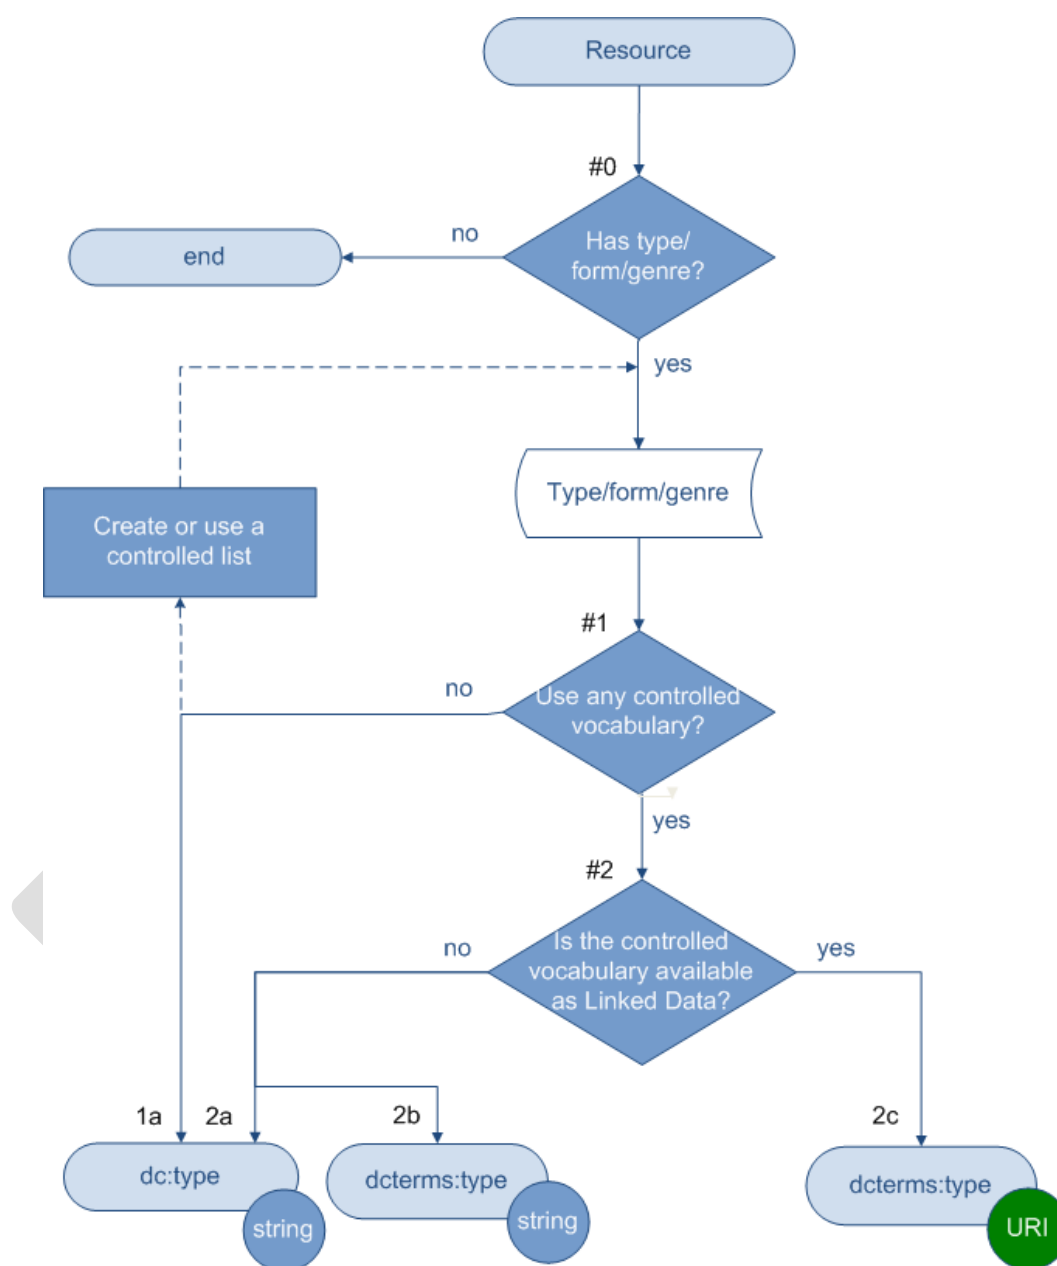 Resource
#0
Has type/
form/genre?
no
end
yes
Type/form/genre
Create or use a
controlled list
#1
Use any controlled
vocabulary?
no
yes
#2
Is the controlled
vocabulary available
as Linked Data?
no
yes
1a
2a
2b
2c
dc:type
string
dcterms:type
string
dcterms:type
URI